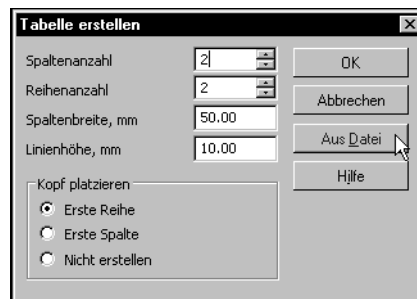 Tabelle erstellen
Spaltenanzahl 2
Reihenanzahl 2
Spaltenbreite, mm 50.00
Linienhöhe, mm 10.00
Kopf platzieren
Erste Reihe
Erste Spalte
Nicht erstellen
OK
Abbrechen
Aus Datei
Hilfe